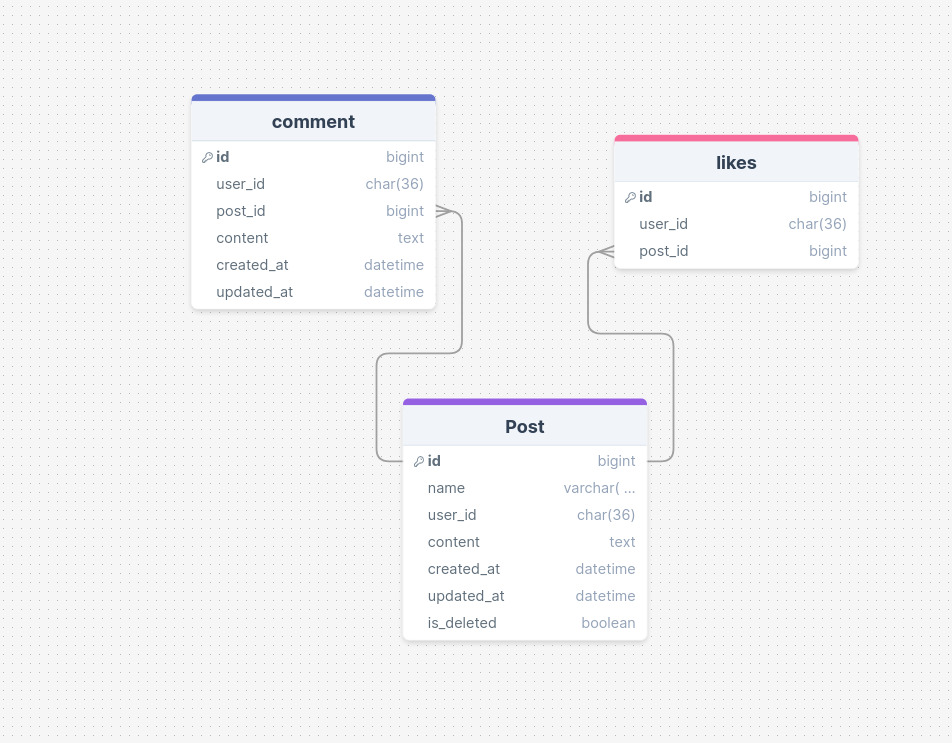 comment
id bigint
user_id char(36)
post_id bigint
content text
created_at datetime
updated_at datetime
likes
id bigint
user_id char(36)
post_id bigint
Post
id bigint
name varchar( ...
user_id char(36)
content text
created_at datetime
updated_at datetime
is_deleted boolean